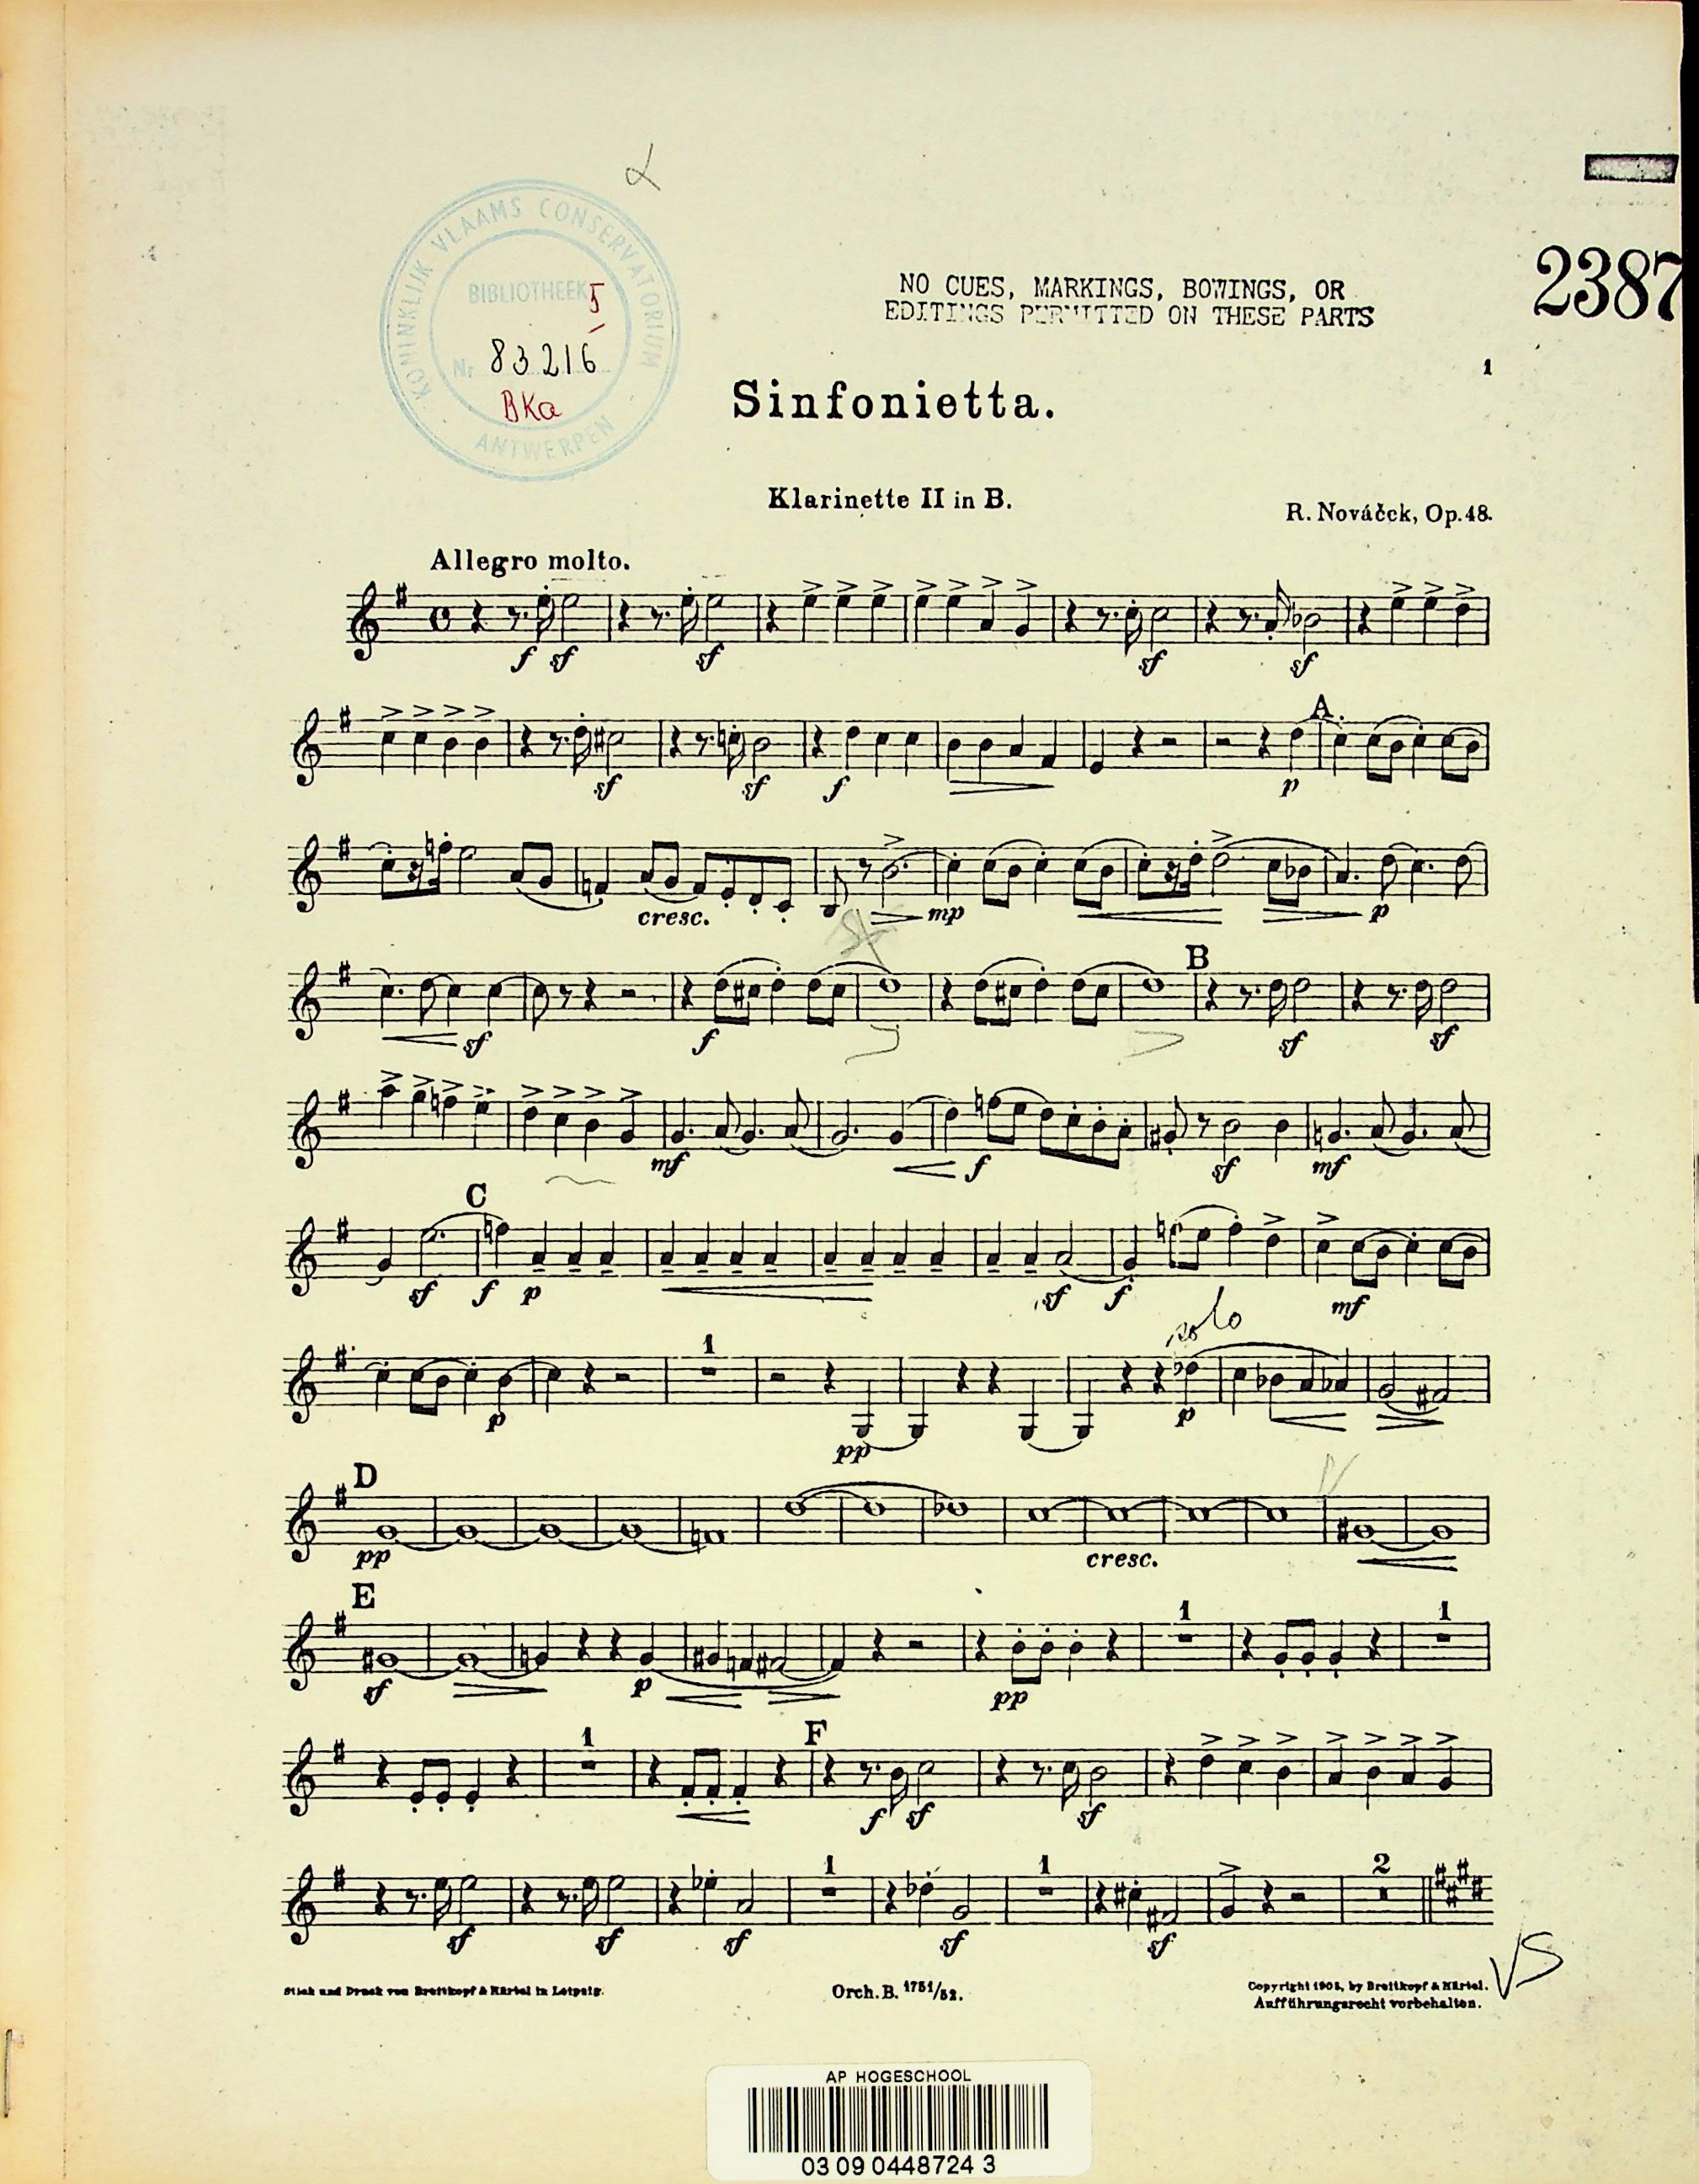 KONINKLIJK VLAAMS CONSERVATORIUM
BIBLIOTHEEK 5
Nr 83216
BKa
ANTWERPEN
NO CUES, MARKINGS, BOWINGS, OR
EDITINGS PERMITTED ON THESE PARTS
2387
1
Sinfonietta.
Klarinette II in B.
R. Nováček, Op. 48.
Allegro molto.
f sf sf sf sf
A.
sf sf f p
cresc. mp p
B
sf f sf sf
mf f sf mf
C
sf f p sf f mf
solo
1
p pp p
D
pp cresc.
E
1 1
sf p pp
1 F
f sf sf
1 1 2
sf sf sf sf sf
VS
Stich und Druck von Breitkopf & Härtel in Leipzig.
Orch. B. 1751/52.
Copyright 1905, by Breitkopf & Härtel.
Aufführungsrecht vorbehalten.
AP HOGESCHOOL
03 09 0448724 3